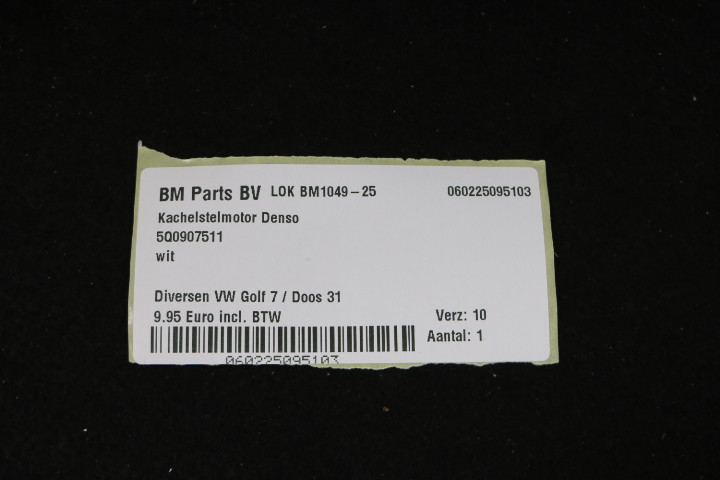 BM Parts BV LOK BM1049-25 060225095103
Kachelstelmotor Denso
5Q0907511
wit
Diversen VW Golf 7 / Doos 31
9.95 Euro incl. BTW Verz: 10
Aantal: 1
060225095103